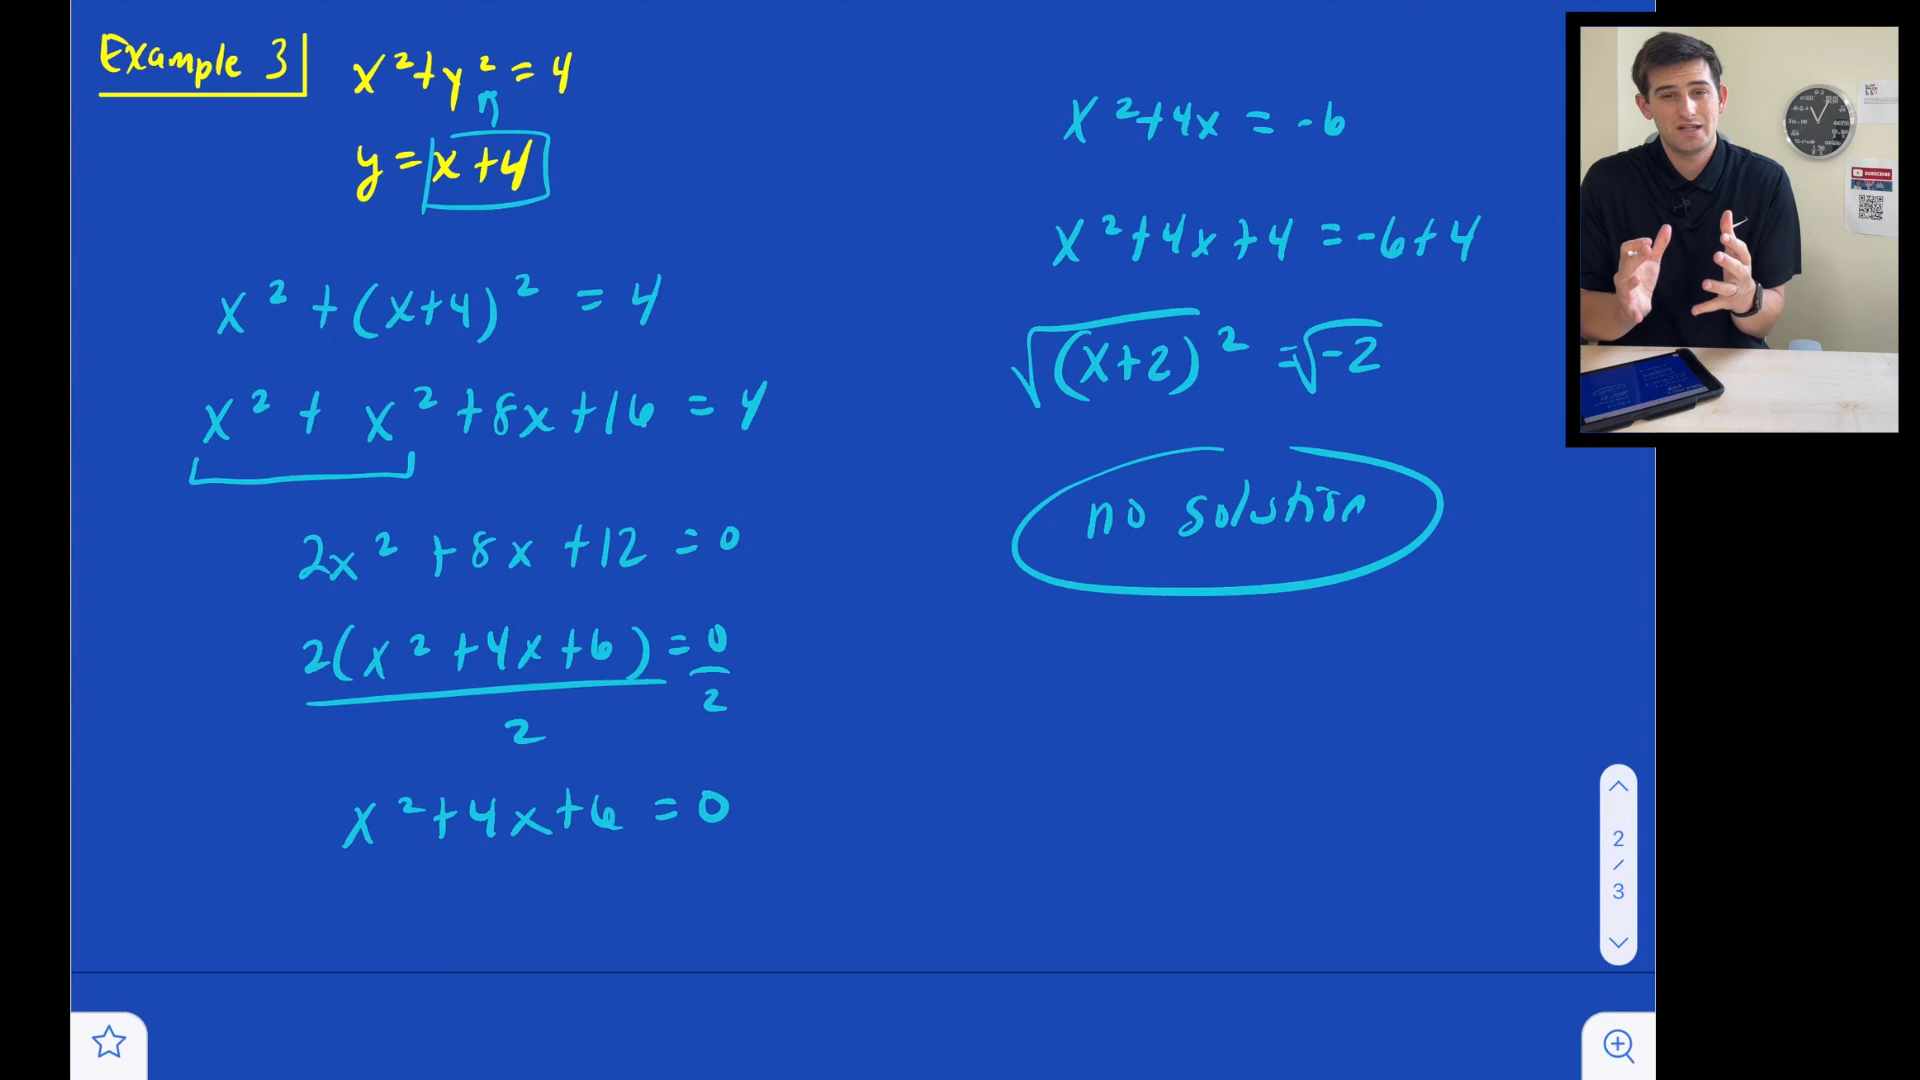 Example 3
x²+y²=4
y=x+4
x²+(x+4)²=4
x²+x²+8x+16=4
2x²+8x+12=0
2(x²+4x+6)=0
2
2
x²+4x+6=0
x²+4x=-6
x²+4x+4=-6+4
√(x+2)²=√-2
no solution
SUBSCRIBE
2
/
3